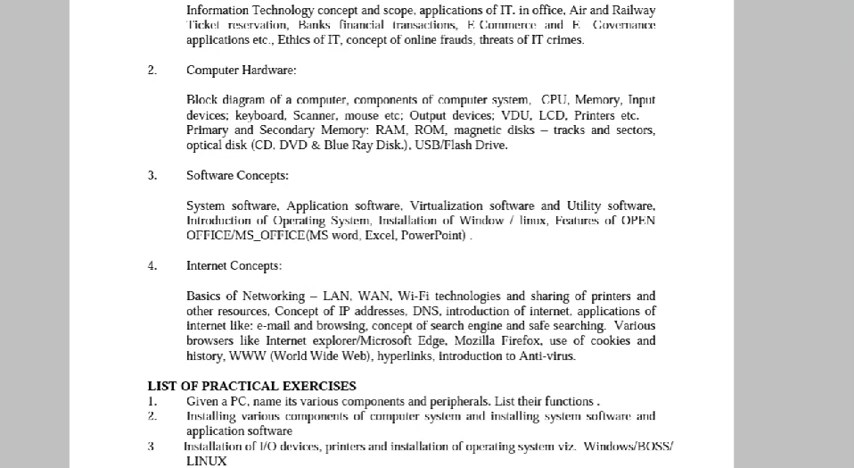 Information Technology concept and scope, applications of IT. in office, Air and Railway
Ticket reservation, Banks financial transactions, E Commerce and E Governance
applications etc., Ethics of IT, concept of online frauds, threats of IT crimes.
2. Computer Hardware:
Block diagram of a computer, components of computer system, CPU, Memory, Input
devices; keyboard, Scanner, mouse etc; Output devices; VDU, LCD, Printers etc.
Primary and Secondary Memory: RAM, ROM, magnetic disks – tracks and sectors,
optical disk (CD. DVD & Blue Ray Disk.), USB/Flash Drive.
3. Software Concepts:
System software, Application software, Virtualization software and Utility software,
Introduction of Operating System, Installation of Window / linux, Features of OPEN
OFFICE/MS_OFFICE(MS word, Excel, PowerPoint) .
4. Internet Concepts:
Basics of Networking – LAN, WAN, Wi-Fi technologies and sharing of printers and
other resources, Concept of IP addresses, DNS, introduction of internet, applications of
internet like: e-mail and browsing, concept of search engine and safe searching. Various
browsers like Internet explorer/Microsoft Edge, Mozilla Firefox, use of cookies and
history, WWW (World Wide Web), hyperlinks, introduction to Anti-virus.
LIST OF PRACTICAL EXERCISES
1. Given a PC, name its various components and peripherals. List their functions .
2. Installing various components of computer system and installing system software and
application software
3 Installation of I/O devices, printers and installation of operating system viz. Windows/BOSS/
LINUX